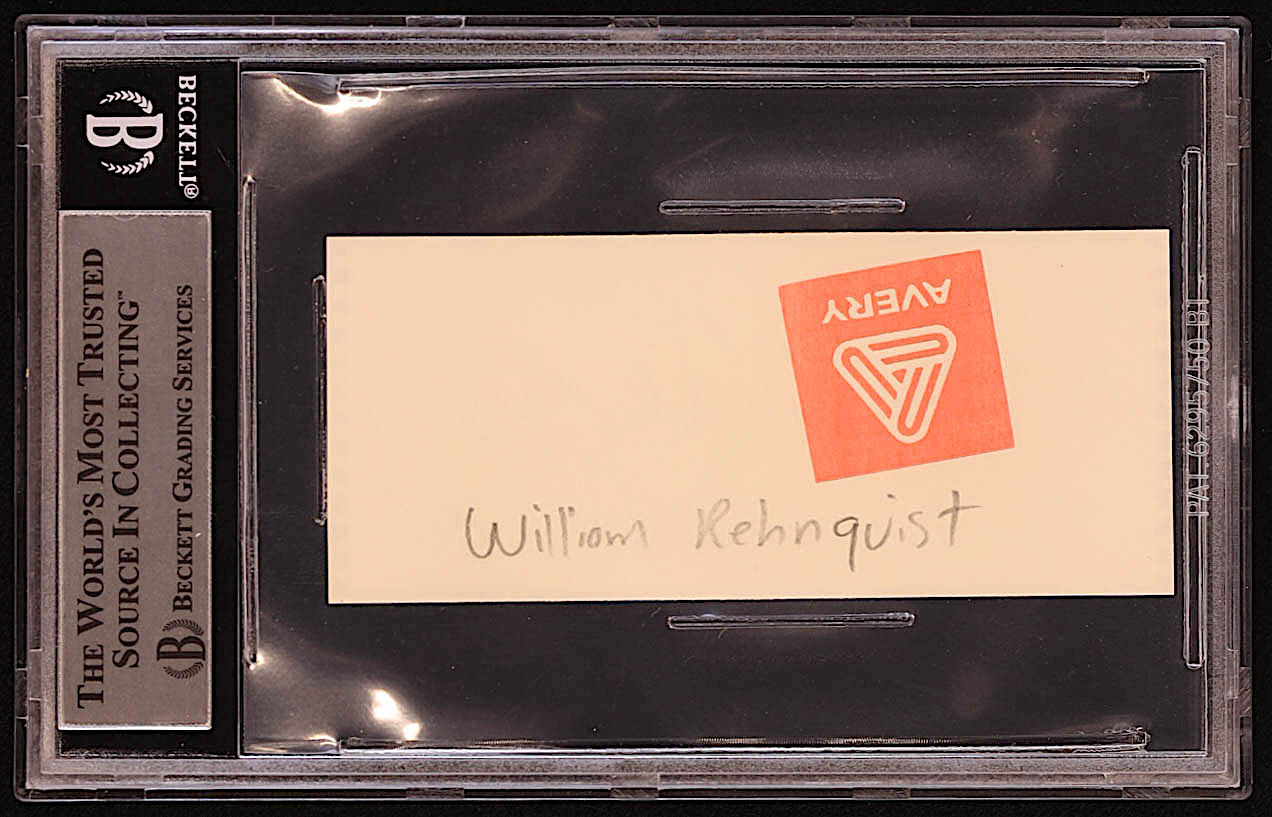 BECKETT®
B
THE WORLD'S MOST TRUSTED
SOURCE IN COLLECTING™
B BECKETT GRADING SERVICES
AVERY
William Rehnquist